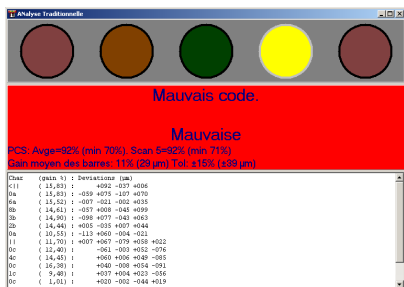 ANalyse Traditionnelle
Mauvais code.
Mauvaise
PCS: Avge=92% (min 70%). Scan 5=92% (min 71%)
Gain moyen des barres: 11% (29 µm) Tol: ±15% (±39 µm)
Char (gain %) : Deviations (µm)
<|| ( 15,83) : +092 -037 +006
0a ( 15,83) : -059 +075 -107 +070
6a ( 15,52) : -007 -021 -002 +035
8b ( 14,61) : -057 +008 -045 +099
3b ( 14,90) : -098 +077 -043 +063
2b ( 14,44) : +005 -035 +007 +044
0a ( 10,55) : -113 +060 -004 -021
|| ( 11,70) : +007 +067 -079 +058 +022
0c ( 12,40) : -061 -003 +052 -076
4c ( 14,45) : +060 +006 +049 -085
0c ( 16,38) : +040 -008 +054 -091
1c ( 9,48) : +037 +004 +023 -056
0c ( 1,01) : +020 -002 -044 +019